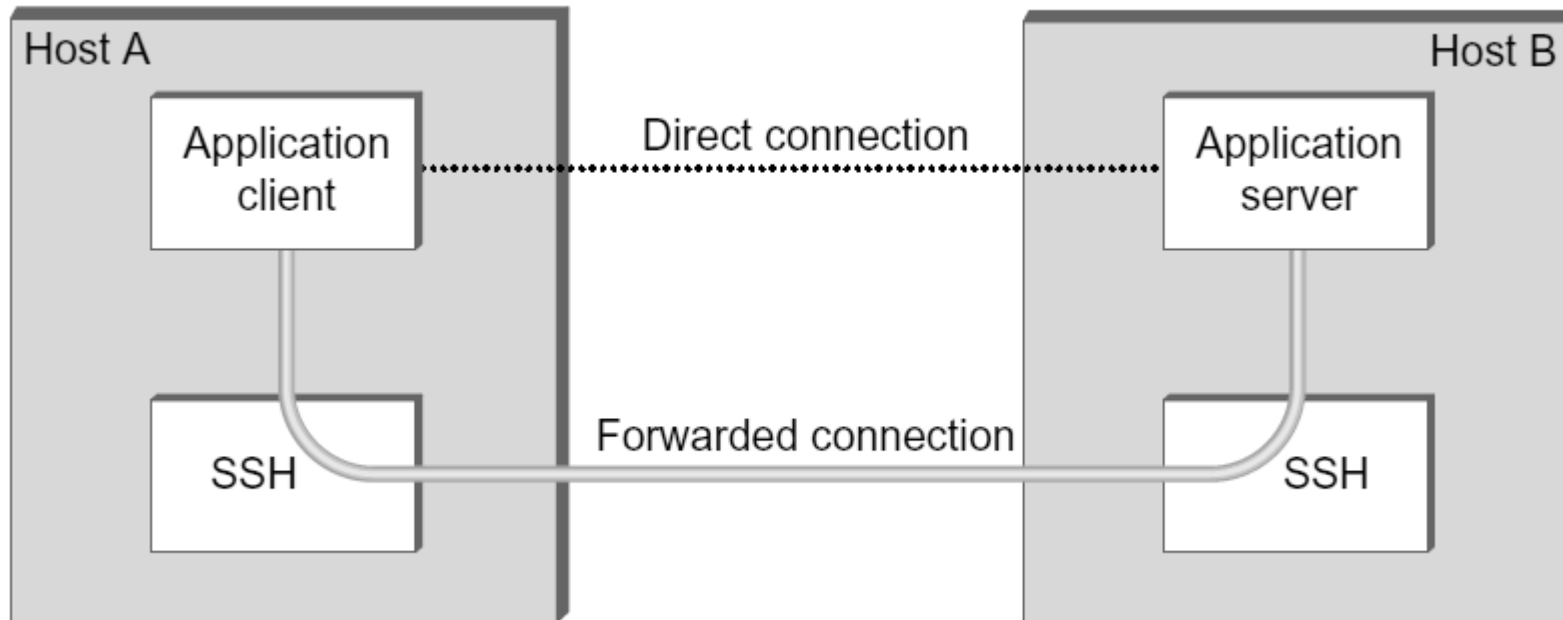 Host A
Host B
Application
client
Direct connection
Application
server
Forwarded connection
SSH
SSH